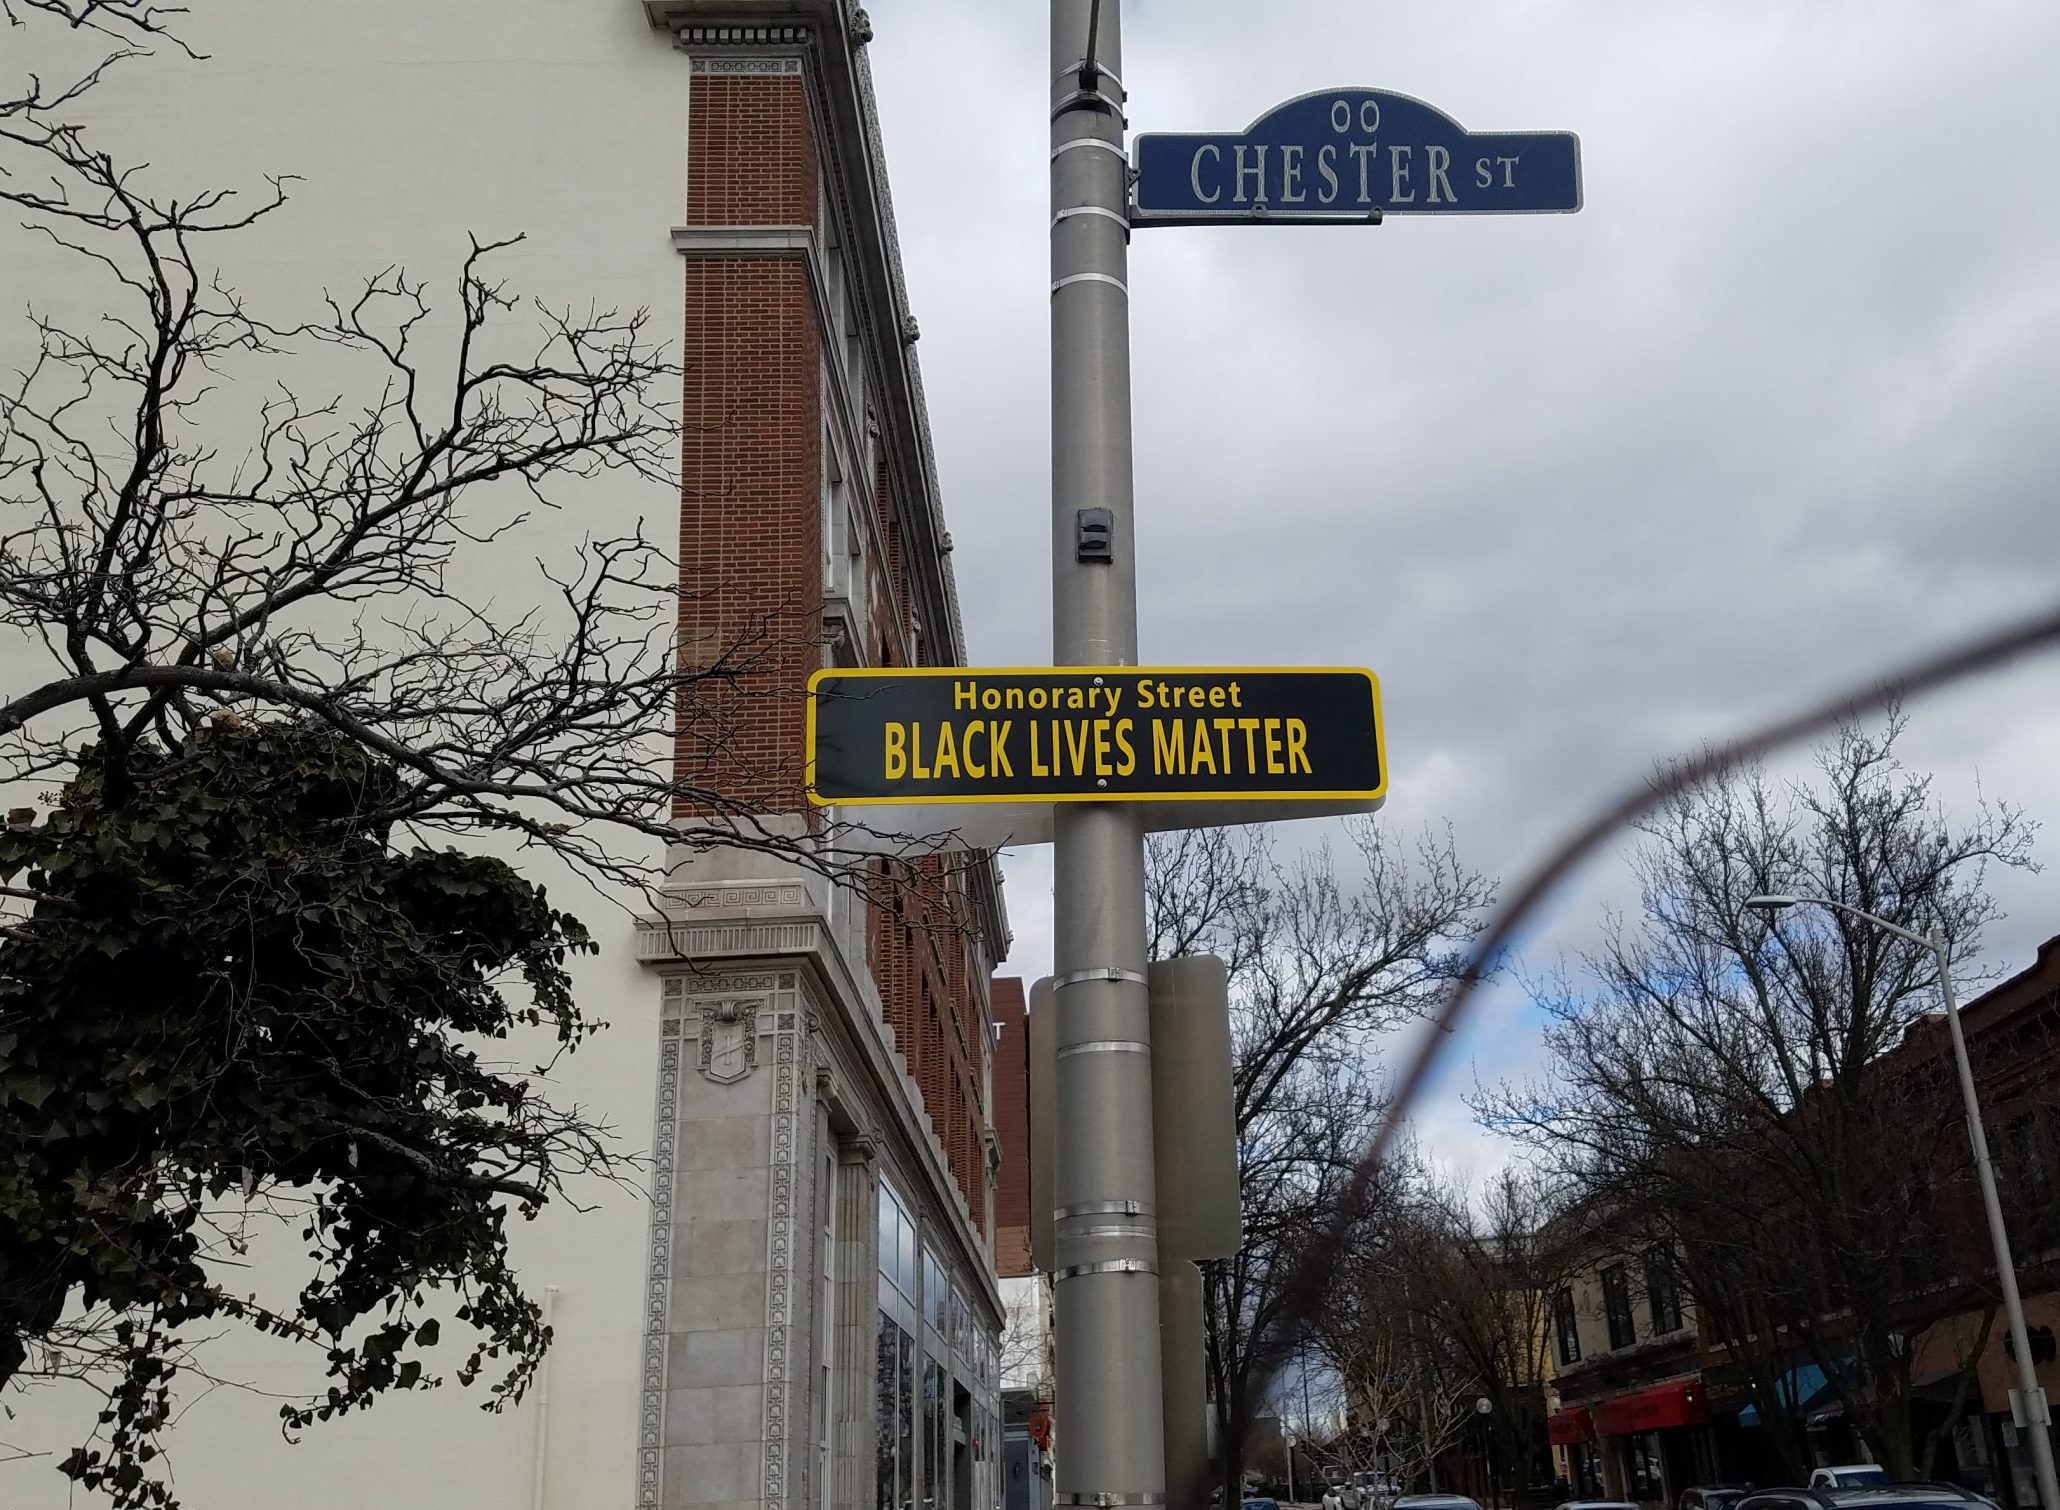 00
CHESTER ST
Honorary Street
BLACK LIVES MATTER
T